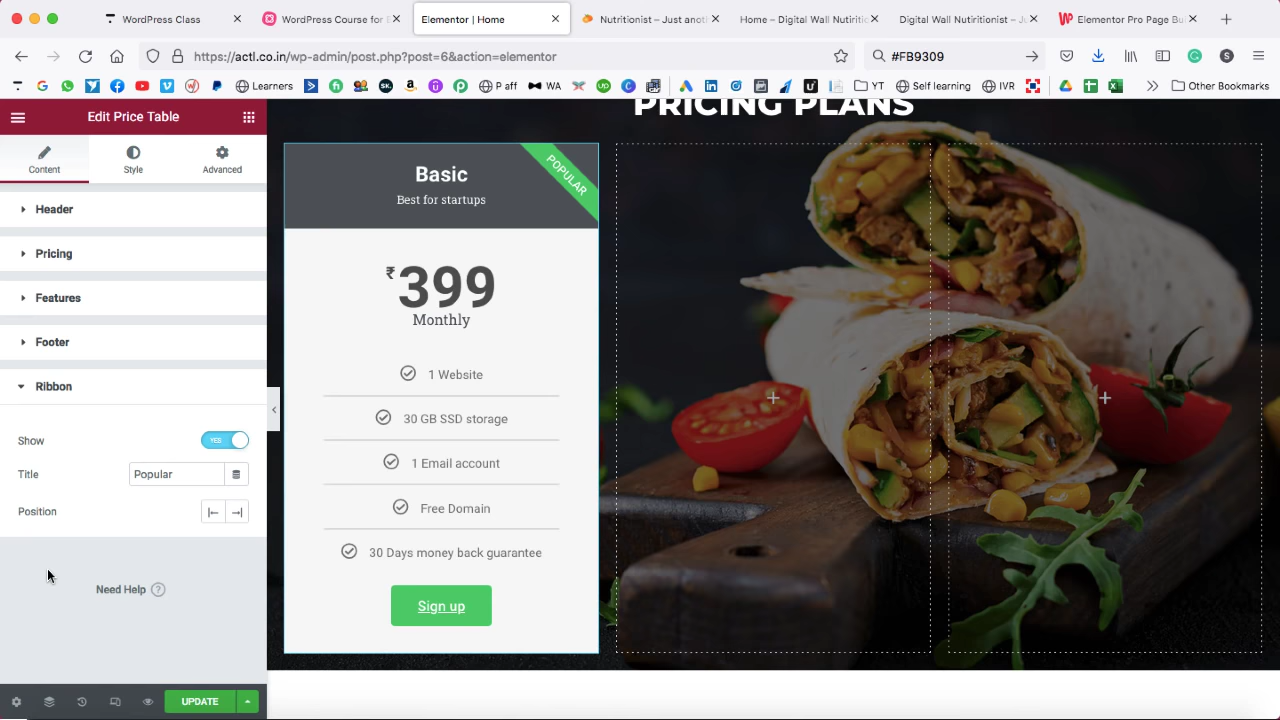 WordPress Class
WordPress Course for B
Elementor | Home
Nutritionist – Just anoth
Home – Digital Wall Nutiritic
Digital Wall Nutiritionist – Ju
Elementor Pro Page Bu
https://actl.co.in/wp-admin/post.php?post=6&action=elementor
#FB9309
Learners
P aff
WA
YT
Self learning
IVR
Other Bookmarks
Edit Price Table
Content
Style
Advanced
Header
Pricing
Features
Footer
Ribbon
Show
YES
Title
Popular
Position
Need Help ?
UPDATE
PRICING PLANS
Basic
Best for startups
POPULAR
₹399
Monthly
1 Website
30 GB SSD storage
1 Email account
Free Domain
30 Days money back guarantee
Sign up